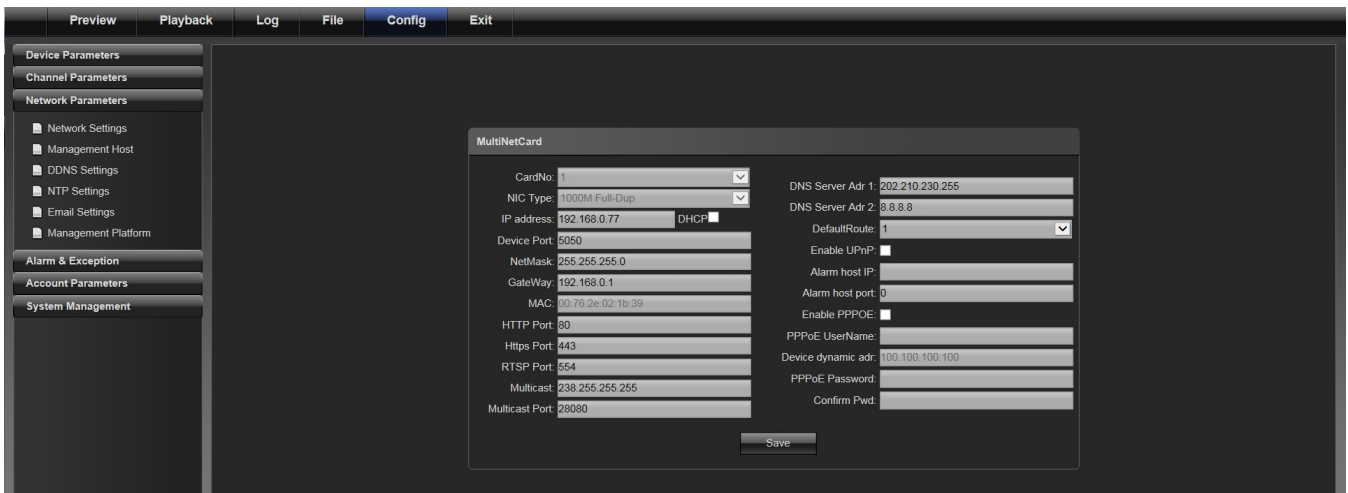 Preview Playback Log File Config Exit
Device Parameters
Channel Parameters
Network Parameters
Network Settings
Management Host
DDNS Settings
NTP Settings
Email Settings
Management Platform
Alarm & Exception
Account Parameters
System Management
MultiNetCard
CardNo: 1
NIC Type: 1000M Full-Dup
IP address: 192.168.0.77 DHCP
Device Port: 5050
NetMask: 255.255.255.0
GateWay: 192.168.0.1
MAC: 00:76:2e:02:1b:39
HTTP Port: 80
Https Port: 443
RTSP Port: 554
Multicast: 238.255.255.255
Multicast Port: 28080
DNS Server Adr 1: 202.210.230.255
DNS Server Adr 2: 8.8.8.8
DefaultRoute: 1
Enable UPnP:
Alarm host IP:
Alarm host port: 0
Enable PPPOE:
PPPoE UserName:
Device dynamic adr: 100.100.100.100
PPPoE Password:
Confirm Pwd:
Save